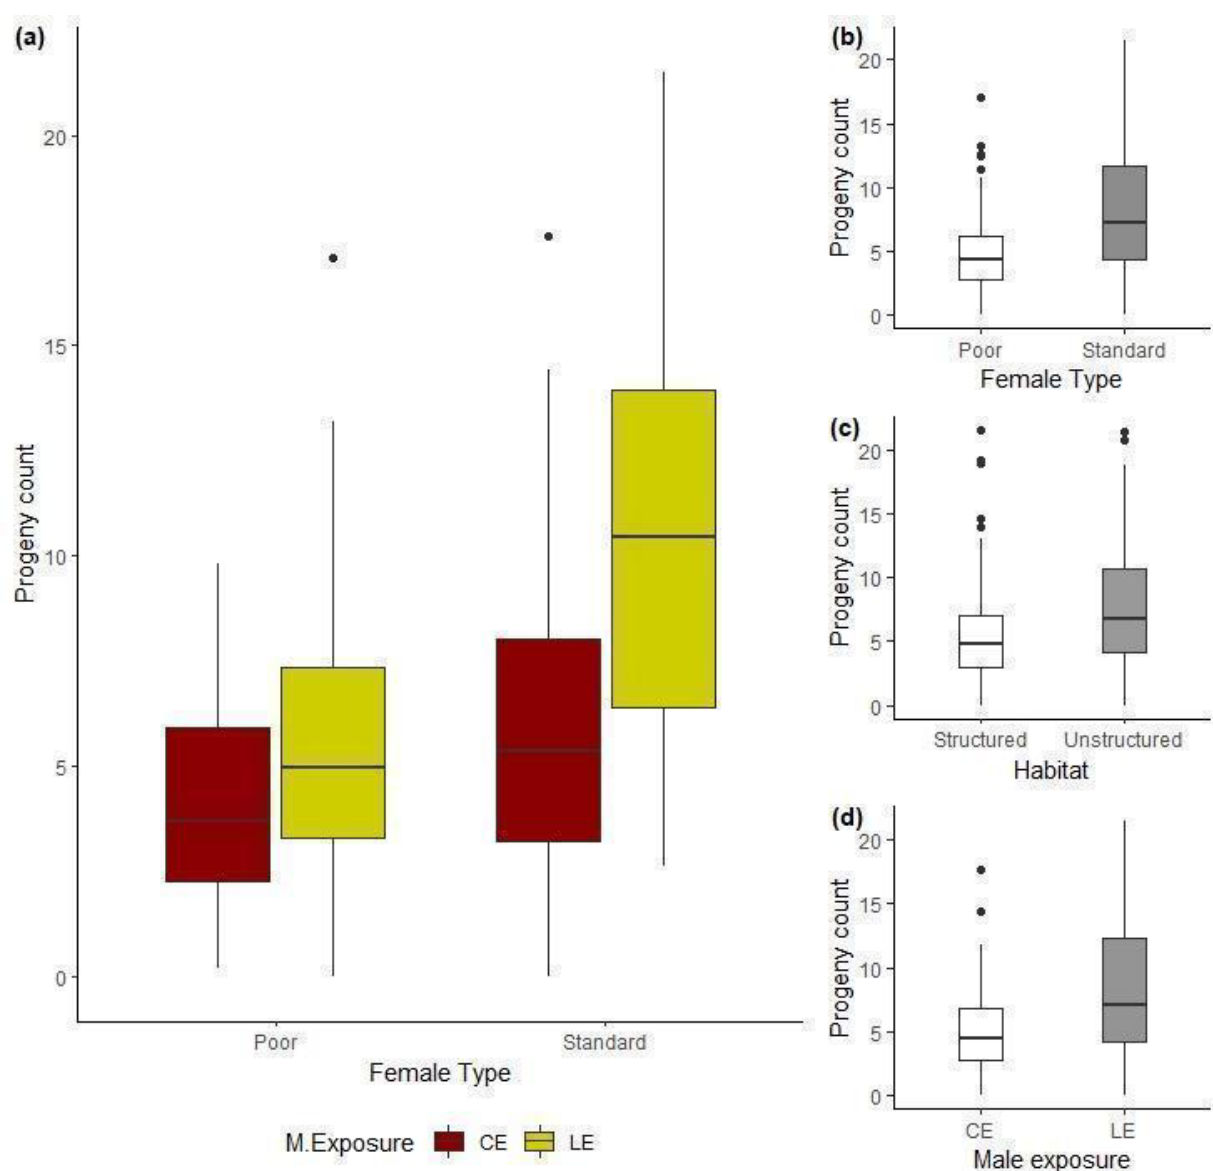 (a)
Progeny count
20
15
10
5
0
Poor Standard
Female Type
M.Exposure CE LE
(b)
Progeny count
20
15
10
5
0
Poor Standard
Female Type
(c)
Progeny count
20
15
10
5
0
Structured Unstructured
Habitat
(d)
Progeny count
20
15
10
5
0
CE LE
Male exposure